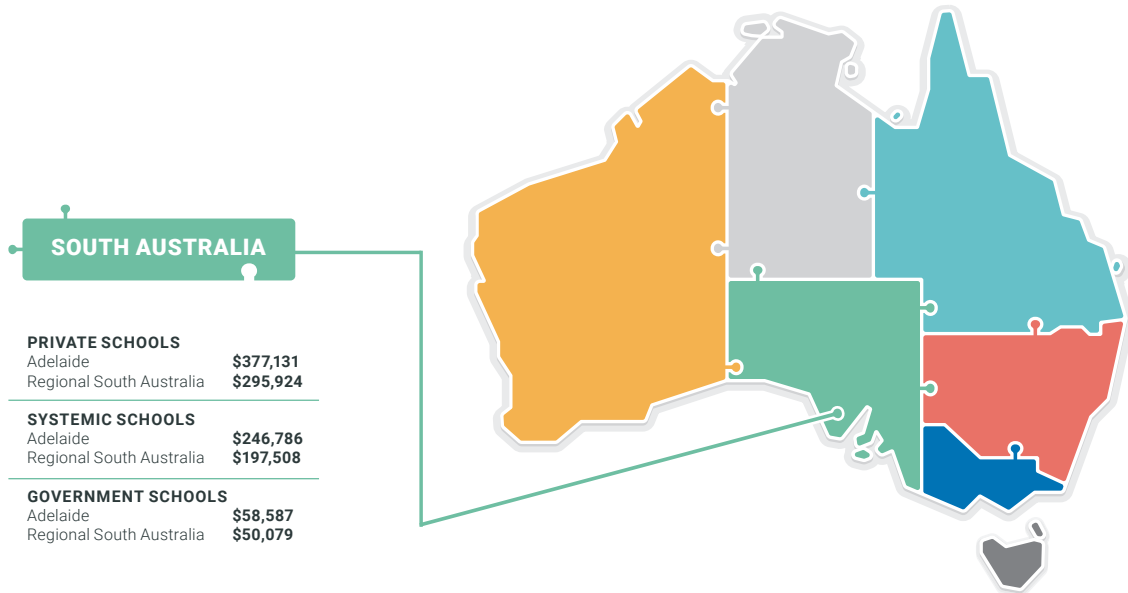 SOUTH AUSTRALIA
PRIVATE SCHOOLS
Adelaide $377,131
Regional South Australia $295,924
SYSTEMIC SCHOOLS
Adelaide $246,786
Regional South Australia $197,508
GOVERNMENT SCHOOLS
Adelaide $58,587
Regional South Australia $50,079